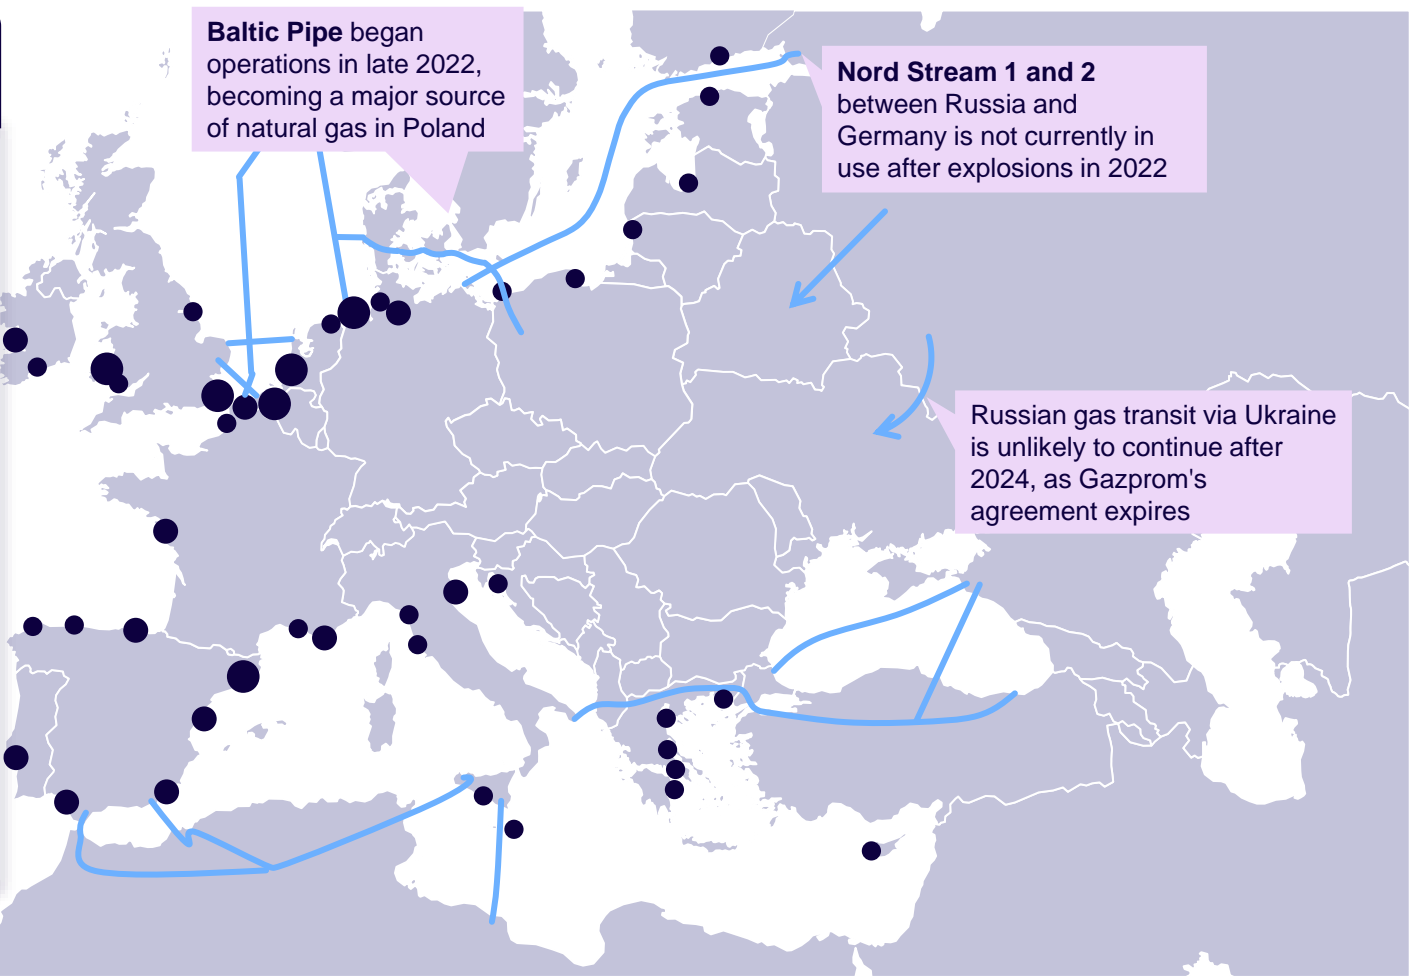 Baltic Pipe began
operations in late 2022,
becoming a major source
of natural gas in Poland
Nord Stream 1 and 2
between Russia and
Germany is not currently in
use after explosions in 2022
Russian gas transit via Ukraine
is unlikely to continue after
2024, as Gazprom's
agreement expires